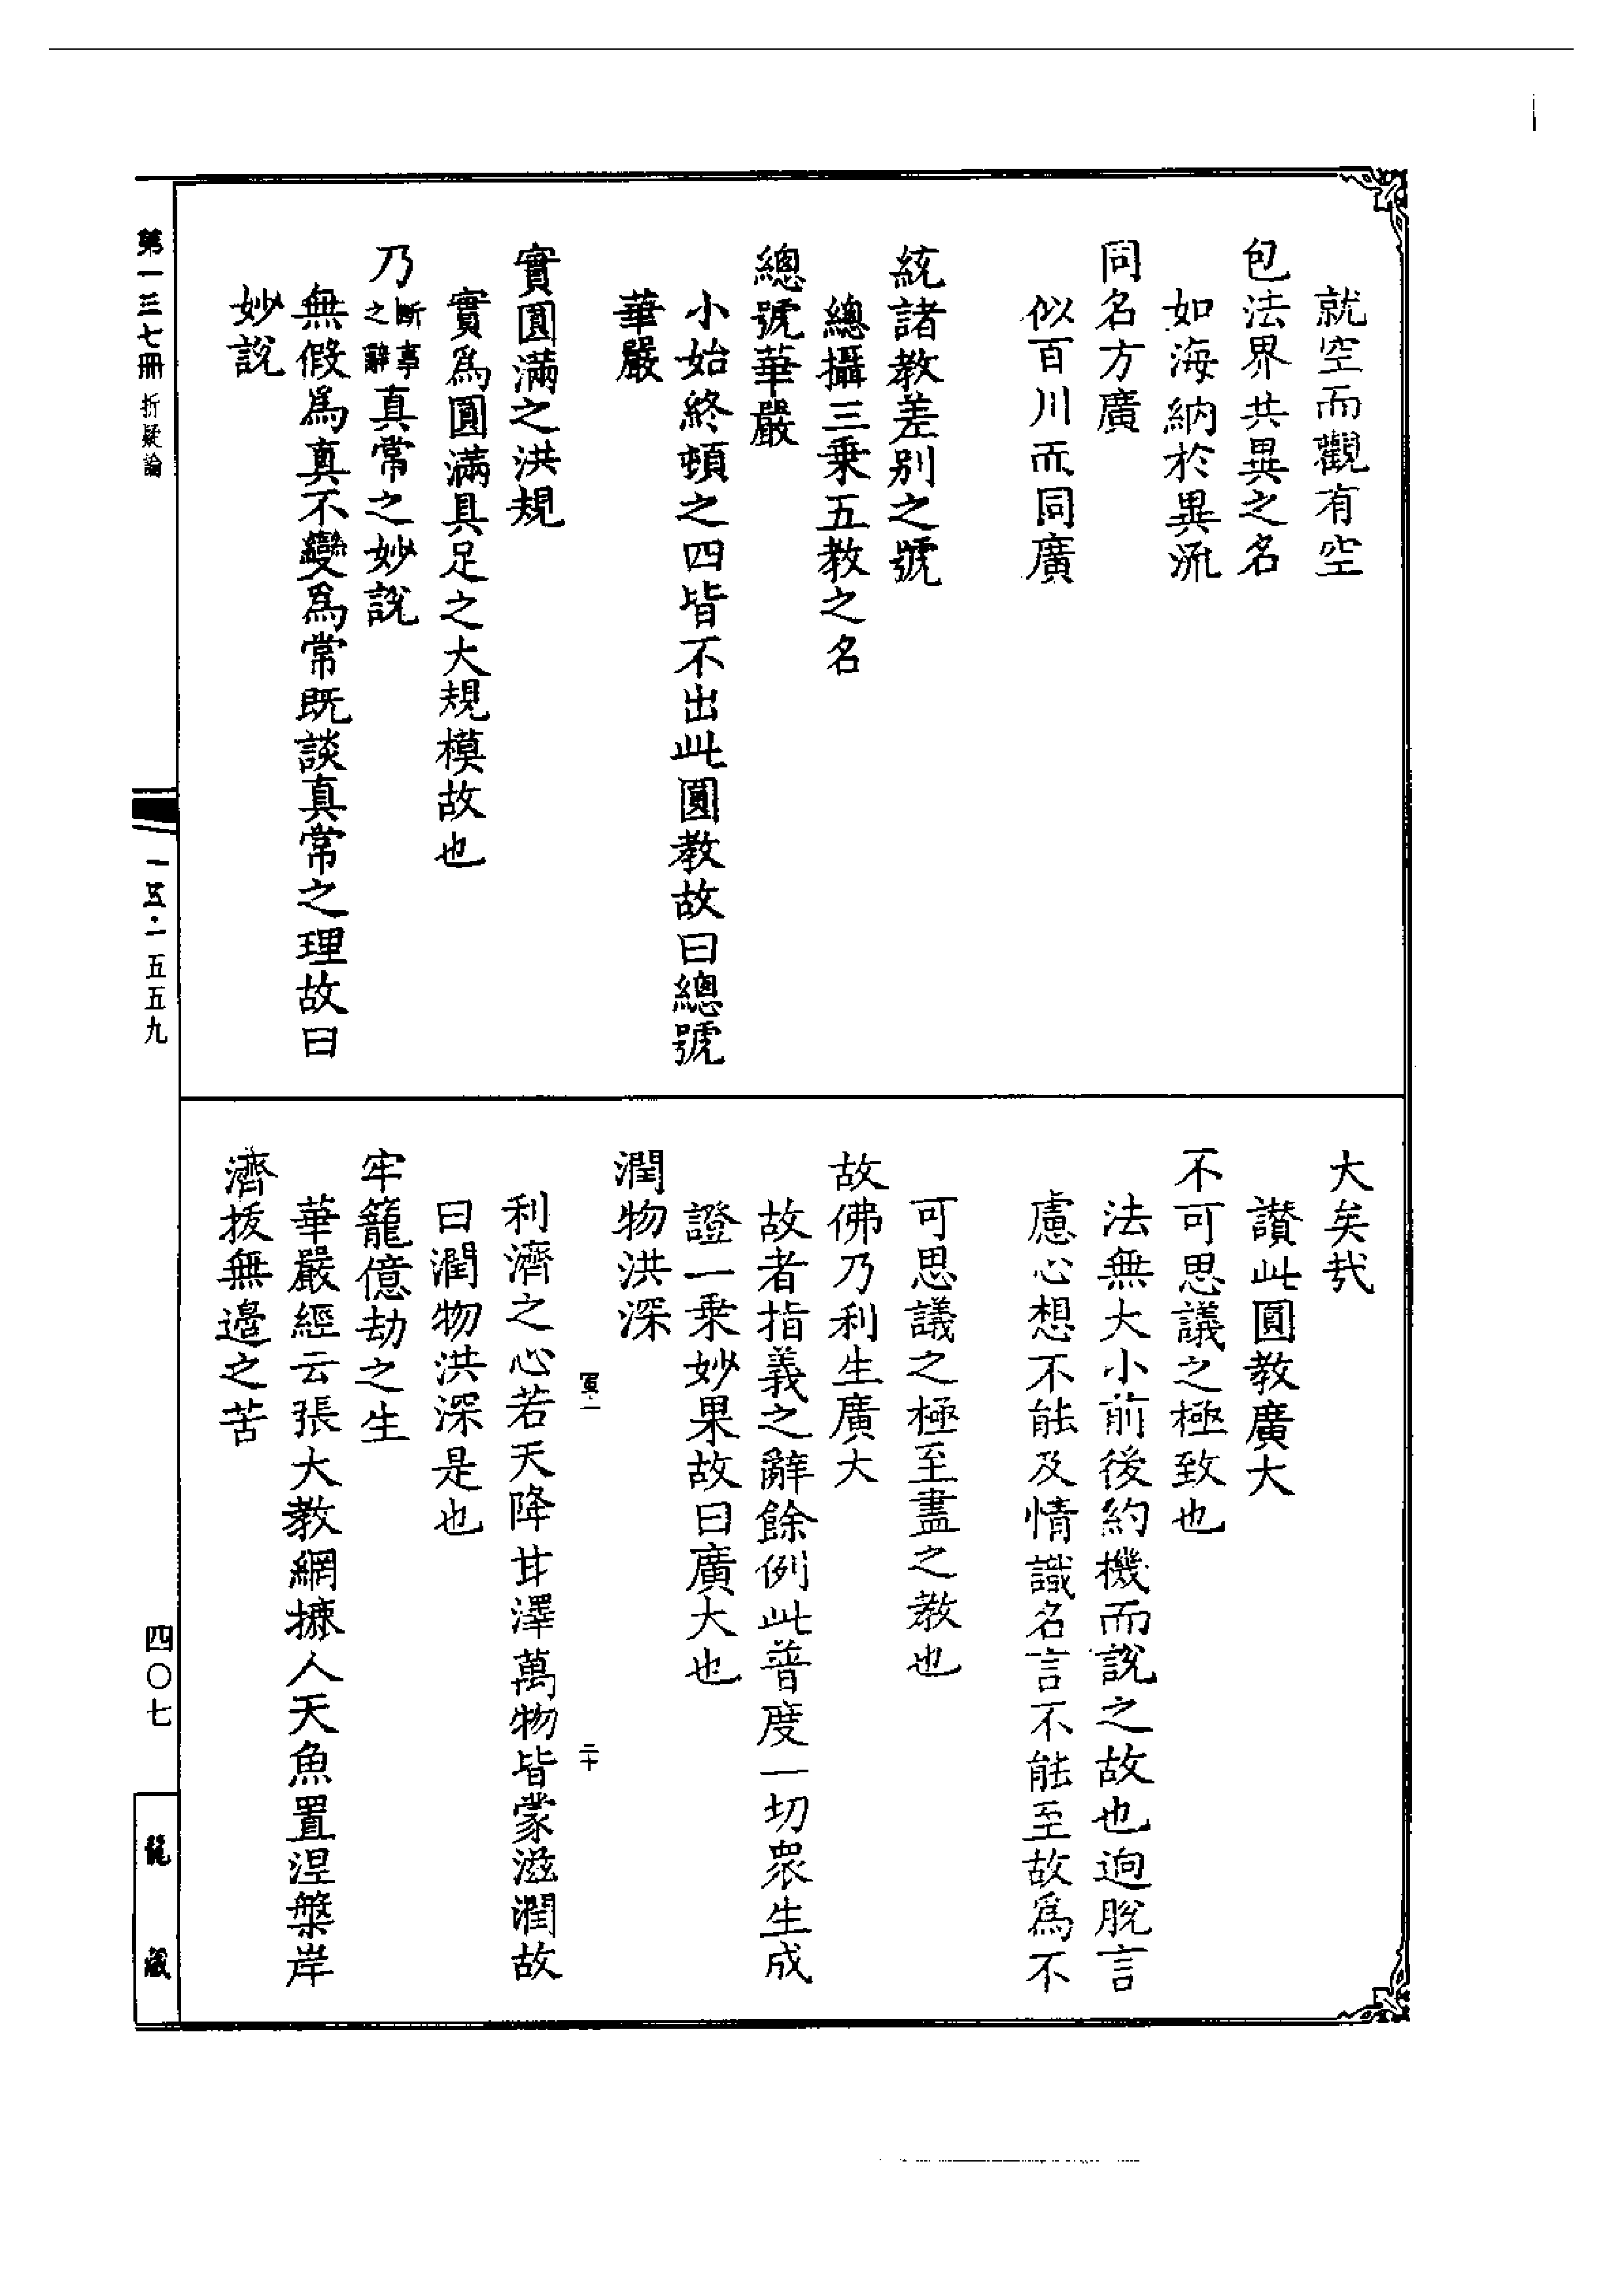 就空而觀有空
包法界共異之名
如海納於異流
同名方廣
似百川而同廣
統諸教差別之號
總攝三乘五教之名
總號華嚴
小始終頓之四皆不出此圓教故曰總號
華嚴
實圓滿之洪規
實爲圓滿具足之大規模故也
乃斷事之辭真常之妙說
無假爲真不變爲常既談真常之理故曰
妙說
大矣哉
讚此圓教廣大
不可思議之極致也
法無大小前後約機而說之故也逈脫言
慮心想不能及情識名言不能至故爲不
可思議之極至盡之教也
故佛乃利生廣大
故者指義之辭餘例此普度一切衆生成
證一乘妙果故曰廣大也
潤物洪深
二十
利濟之心若天降甘澤萬物皆蒙滋潤故
曰潤物洪深是也
牢籠億劫之生
華嚴經云張大教網摝人天魚置涅槃岸
濟拔無邉之苦
第一三七冊 折疑論
一五五九
四〇七
龍藏